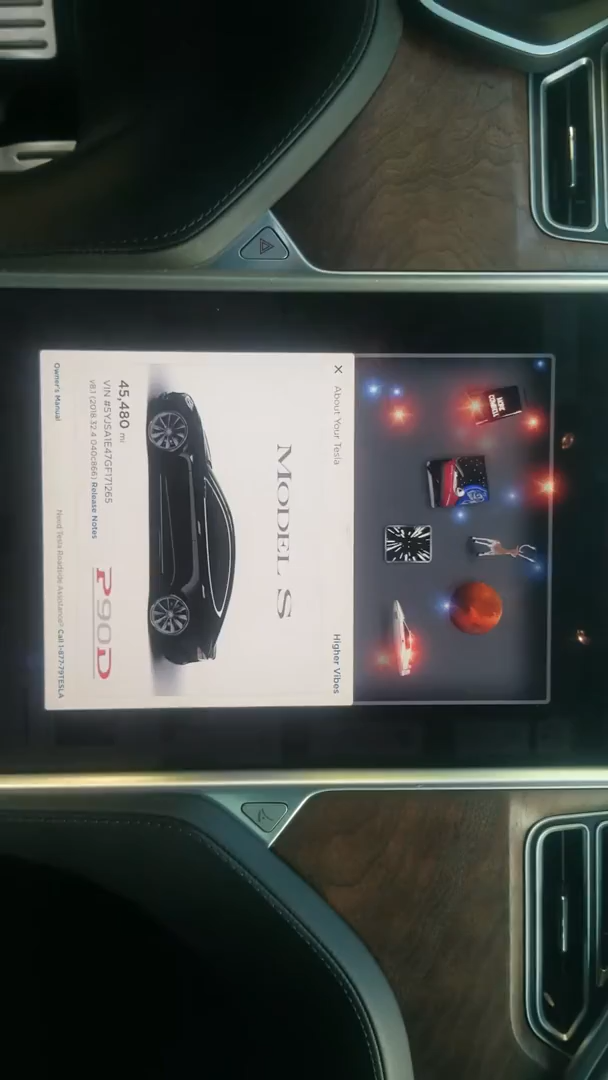 × About Your Tesla
Higher Vibes
MODEL S
45,480 mi
VIN #5YJSA1E47GF171265
v8.1 (2018.32.4 040c866) Release Notes
P90D
Owner's Manual
Need Tesla Roadside Assistance? Call 1-877-79TESLA